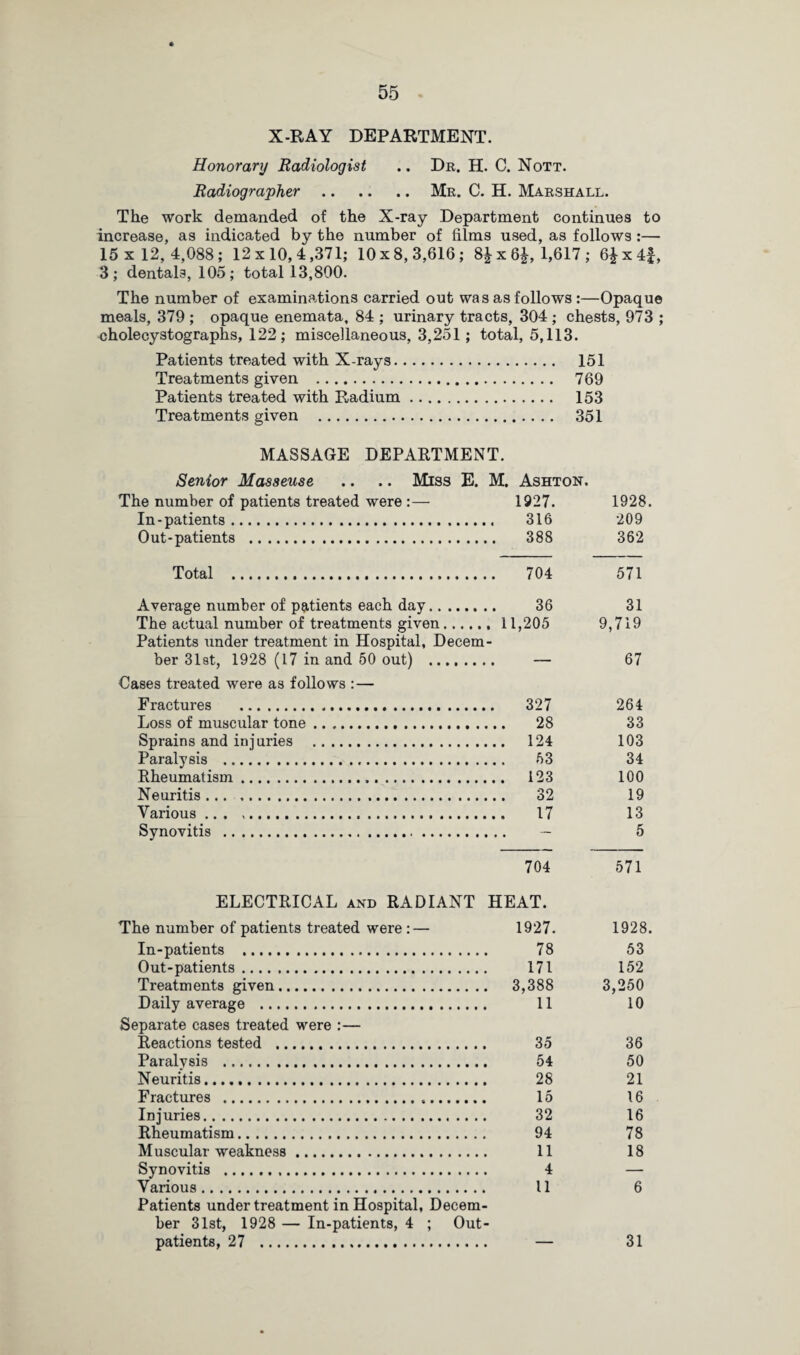 55
X-RAY DEPARTMENT.
Honorary Radiologist .. Dr. H. C. Nott.
Radiographer .. .. .. Mr. C. H. Marshall.
The work demanded of the X-ray Department continues to
increase, as indicated by the number of films used, as follows :—
15 x 12, 4,088; 12 x 10, 4,371; 10 x 8, 3,616; 8½ x 6½, 1,617; 6½ x 4¾,
3; dentals, 105; total 13,800.
The number of examinations carried out was as follows :—Opaque
meals, 379 ; opaque enemata, 84 ; urinary tracts, 304 ; chests, 973 ;
cholecystographs, 122 ; miscellaneous, 3,251 ; total, 5,113.
Patients treated with X-rays.................... 151
Treatments given .............................. 769
Patients treated with Radium .................. 153
Treatments given .............................. 351
MASSAGE DEPARTMENT.
Senior Masseuse .. .. Miss E. M. Ashton.
The number of patients treated were :— 1927. 1928.
In-patients ................................ 316 209
Out-patients .............................. 388 362
Total ................................ 704 571
Average number of patients each day........ 36 31
The actual number of treatments given...... 11,205 9,719
Patients under treatment in Hospital, Decem-
ber 31st, 1928 (17 in and 50 out) ......... — 67
Cases treated were as follows :—
Fractures .............................. 327 264
Loss of muscular tone ........................ 28 33
Sprains and injuries ........................ 124 103
Paralysis .................................. 53 34
Rheumatism ................................ 123 100
Neuritis ... ................................ 32 19
Various ... ................................ 17 13
Synovitis .................................. – 5
704 571
ELECTRICAL and RADIANT HEAT.
The number of patients treated were :— 1927. 1928.
In-patients .............................. 78 53
Out-patients .............................. 171 152
Treatments given.......................... 3,388 3,250
Daily average ............................ 11 10
Separate cases treated were :—
Reactions tested .......................... 35 36
Paralysis ................................ 54 50
Neuritis.................................. 28 21
Fractures ................................ 15 16
Injuries.................................. 32 16
Rheumatism................................ 94 78
Muscular weakness ........................ 11 18
Synovitis ................................ 4 —
Various .................................. 11 6
Patients under treatment in Hospital, Decem-
ber 31st, 1928 — In-patients, 4 ; Out-
patients, 27 ............................ — 31